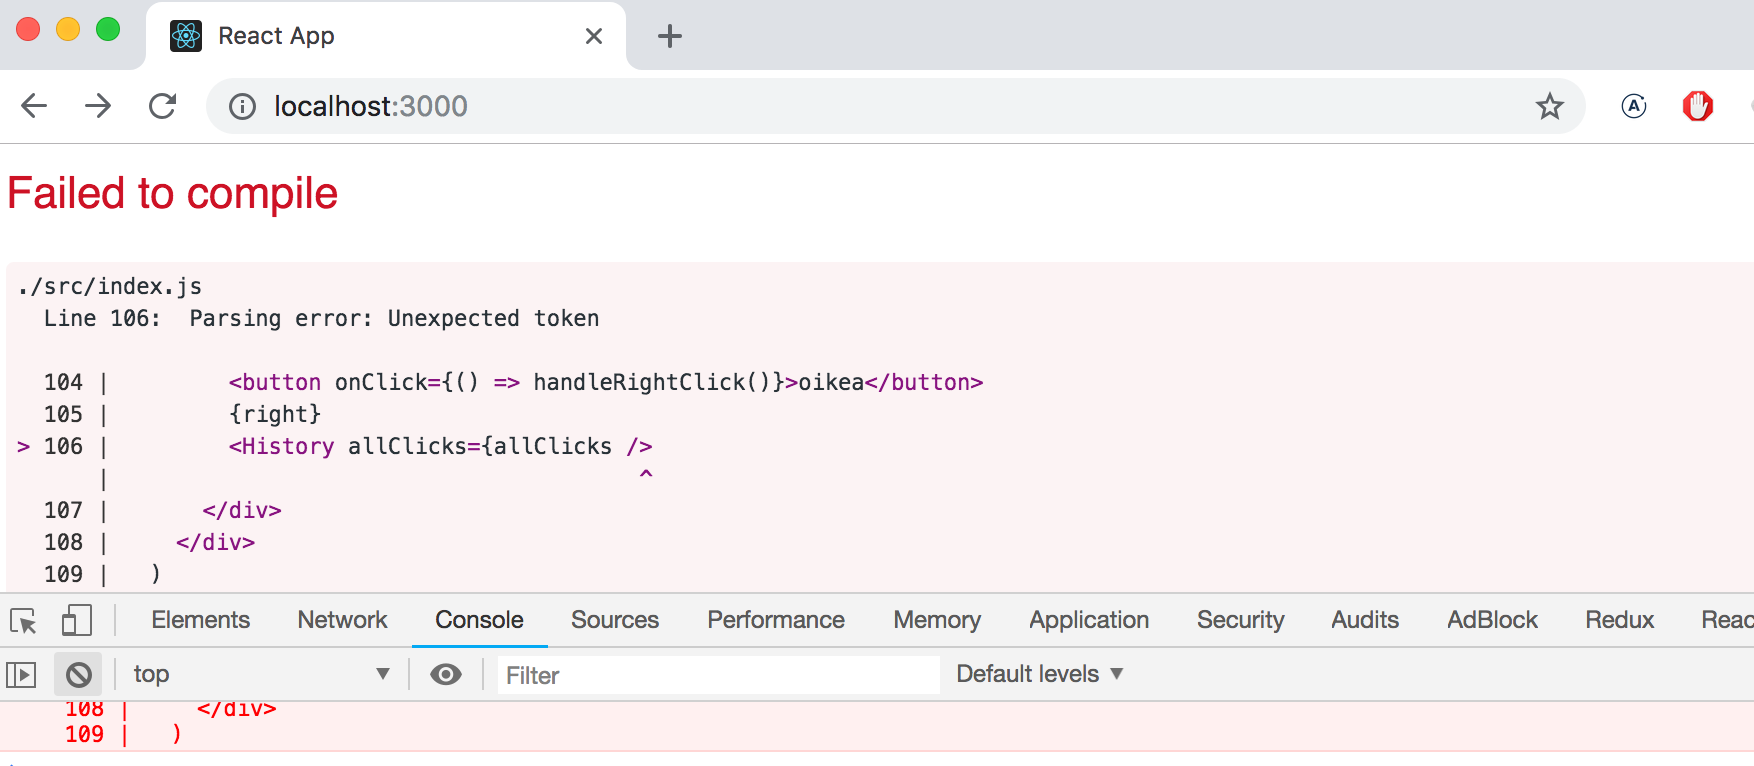 React App
localhost:3000
A
Failed to compile
./src/index.js
Line 106:  Parsing error: Unexpected token
104 |         <button onClick={() => handleRightClick()}>oikea</button>
105 |         {right}
> 106 |         <History allClicks={allClicks />
|                                         ^
107 |       </div>
108 |     </div>
109 |   )
Elements Network Console Sources Performance Memory Application Security Audits AdBlock Redux Reac
top Filter Default levels
108 |     </div>
109 |   )